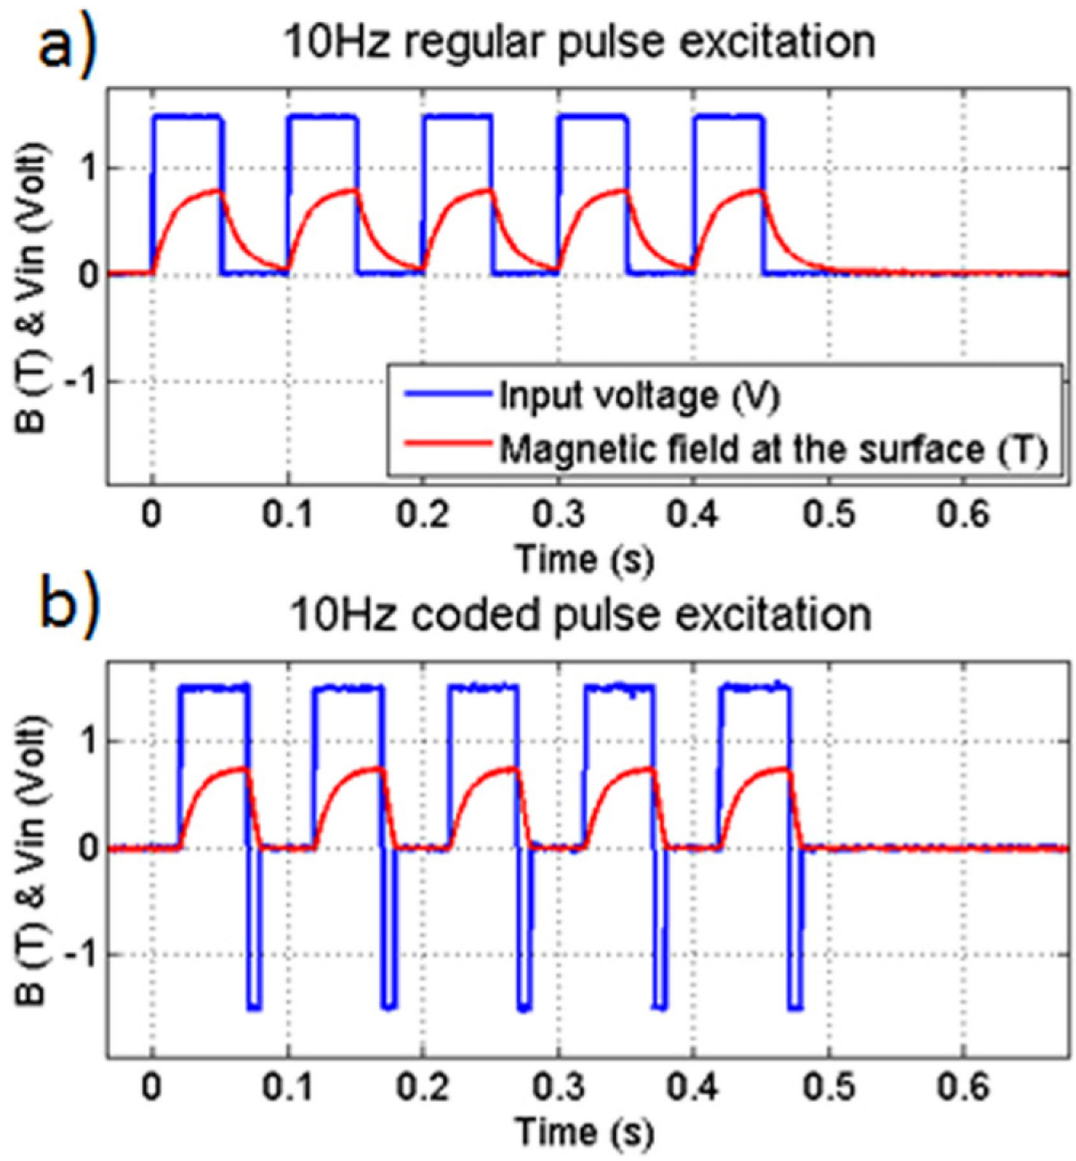 a)
10Hz regular pulse excitation
B (T) & Vin (Volt)
1
0
-1
Input voltage (V)
Magnetic field at the surface (T)
0 0.1 0.2 0.3 0.4 0.5 0.6
Time (s)
b)
10Hz coded pulse excitation
B (T) & Vin (Volt)
1
0
-1
0 0.1 0.2 0.3 0.4 0.5 0.6
Time (s)